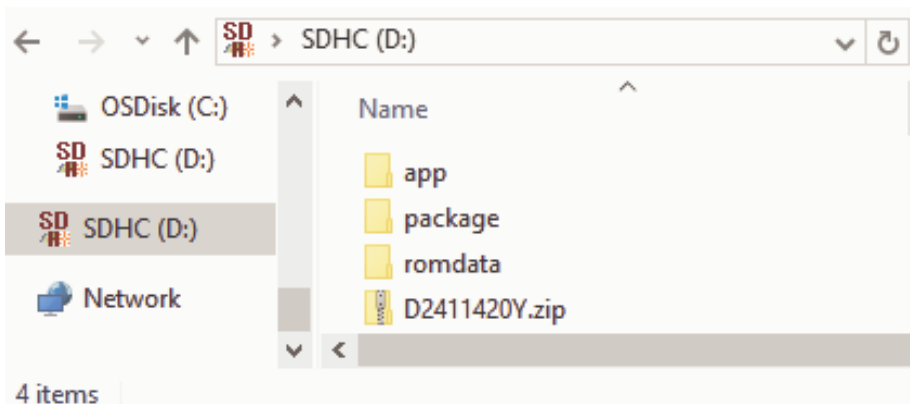 SDHC (D:)
OSDisk (C:)
SDHC (D:)
SDHC (D:)
Network
Name
app
package
romdata
D2411420Y.zip
4 items